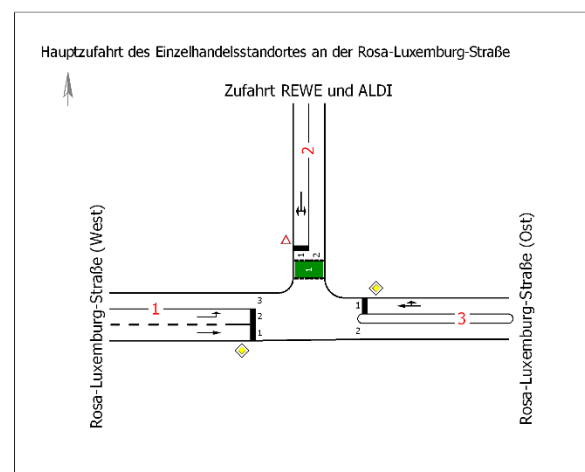 Hauptzufahrt des Einzelhandelsstandortes an der Rosa-Luxemburg-Straße
Zufahrt REWE und ALDI
2
1 2
1
Rosa-Luxemburg-Straße (West)
1
3
2
1
1
2
3
Rosa-Luxemburg-Straße (Ost)